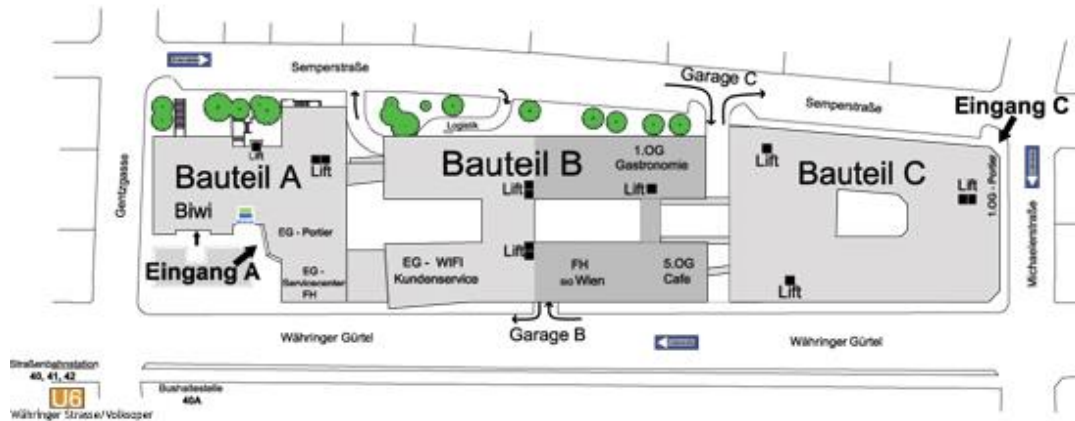 Semperstraße
Garage C
Semperstraße
Eingang C
Logistik
Lift
Bauteil A
Lift
Bauteil B
1.OG
Gastronomie
Lift
Lift
Lift
Bauteil C
Lift
1.OG - Portier
Gentzgasse
Biwi
EG - Portier
Eingang A
EG -
Servicecenter
FH
EG - WIFI
Kundenservice
Lift
FH
Wien
5.OG
Cafe
Lift
Michaelerstraße
Währinger Gürtel
Garage B
Währinger Gürtel
Straßenbahnstation
40, 41, 42
U6
Währinger Strasse/Volksoper
Bushaltestelle
40A